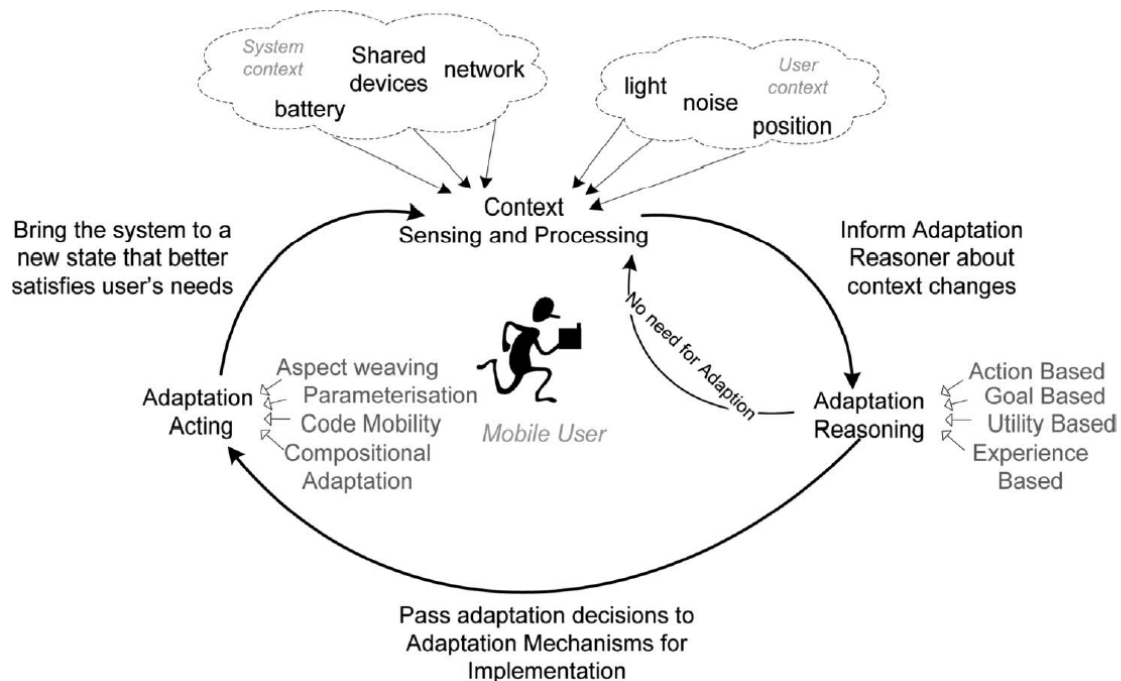 System
context
Shared
devices
network
battery
light
noise
User
context
position
Context
Sensing and Processing
Bring the system to a
new state that better
satisfies user's needs
Inform Adaptation
Reasoner about
context changes
No need for Adaption
Adaptation
Acting
Aspect weaving
Parameterisation
Code Mobility
Compositional
Adaptation
Mobile User
Adaptation
Reasoning
Action Based
Goal Based
Utility Based
Experience
Based
Pass adaptation decisions to
Adaptation Mechanisms for
Implementation